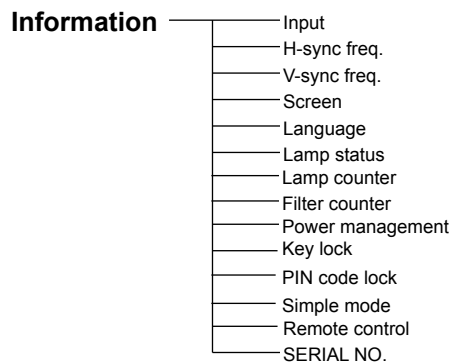 Information
Input
H-sync freq.
V-sync freq.
Screen
Language
Lamp status
Lamp counter
Filter counter
Power management
Key lock
PIN code lock
Simple mode
Remote control
SERIAL NO.